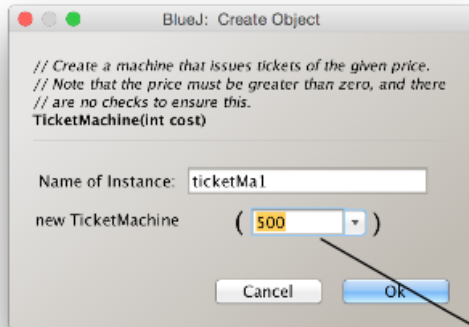 BlueJ: Create Object
// Create a machine that issues tickets of the given price.
// Note that the price must be greater than zero, and there
// are no checks to ensure this.
TicketMachine(int cost)
Name of Instance: ticketMa1
new TicketMachine ( 500 )
Cancel Ok